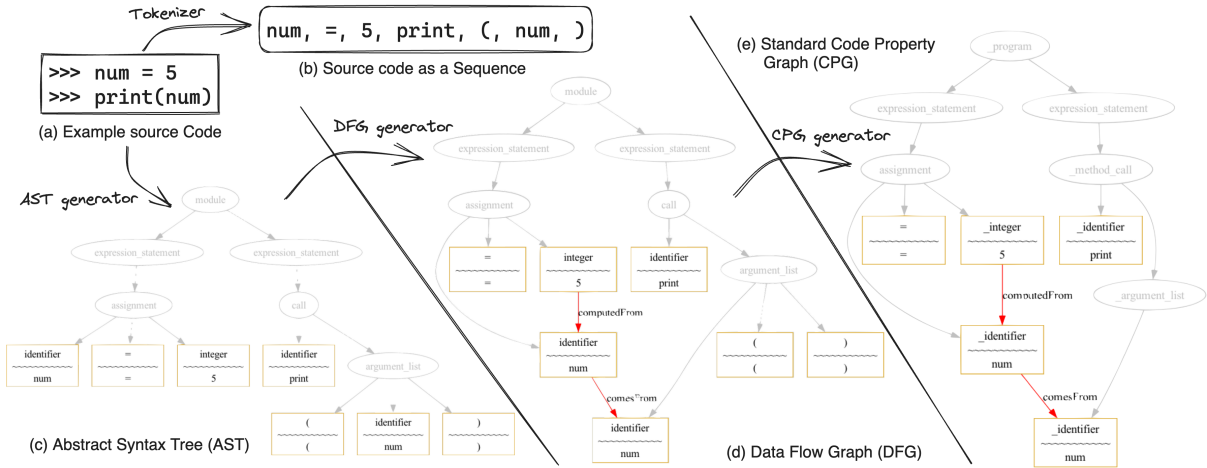 Tokenizer
num, =, 5, print, (, num, )
>>> num = 5
>>> print(num)
(a) Example source Code
(b) Source code as a Sequence
AST generator
module
expression_statement
expression_statement
assignment
call
identifier
num
=
=
integer
5
identifier
print
argument_list
(
(
identifier
num
)
)
(c) Abstract Syntax Tree (AST)
DFG generator
module
expression_statement
expression_statement
assignment
call
=
=
integer
5
identifier
print
argument_list
computedFrom
identifier
num
(
(
)
)
comesFrom
identifier
num
(d) Data Flow Graph (DFG)
(e) Standard Code Property
Graph (CPG)
CPG generator
_program
expression_statement
expression_statement
assignment
_method_call
=
=
_integer
5
_identifier
print
computedFrom
_argument_list
_identifier
num
comesFrom
_identifier
num